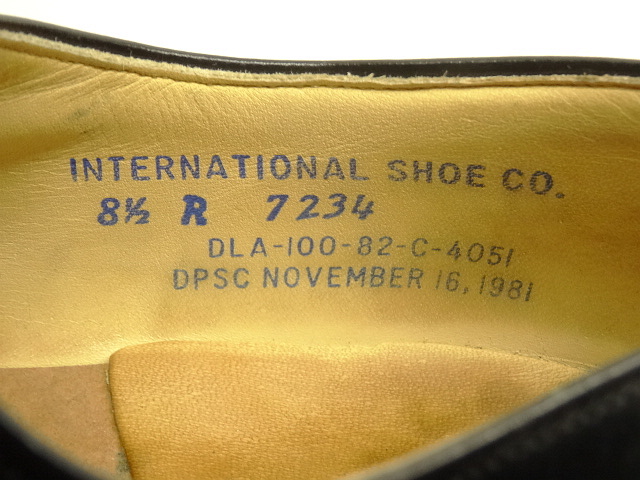 INTERNATIONAL SHOE CO.
8½ R 7234
DLA-100-82-C-4051
DPSC NOVEMBER 16, 1981